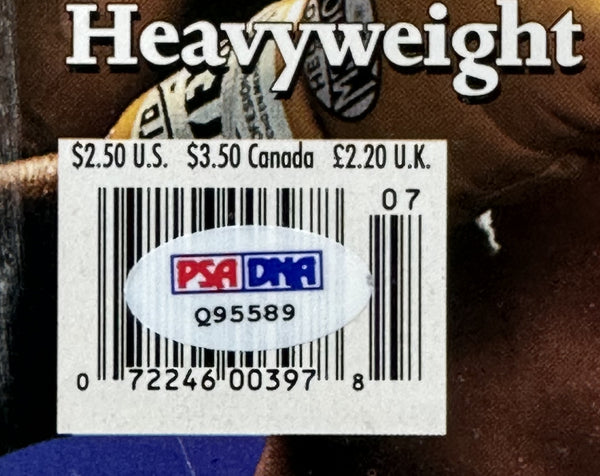 Heavyweight
$2.50 U.S. $3.50 Canada £2.20 U.K.
07
PSA DNA
Q95589
0 72246 00397 8